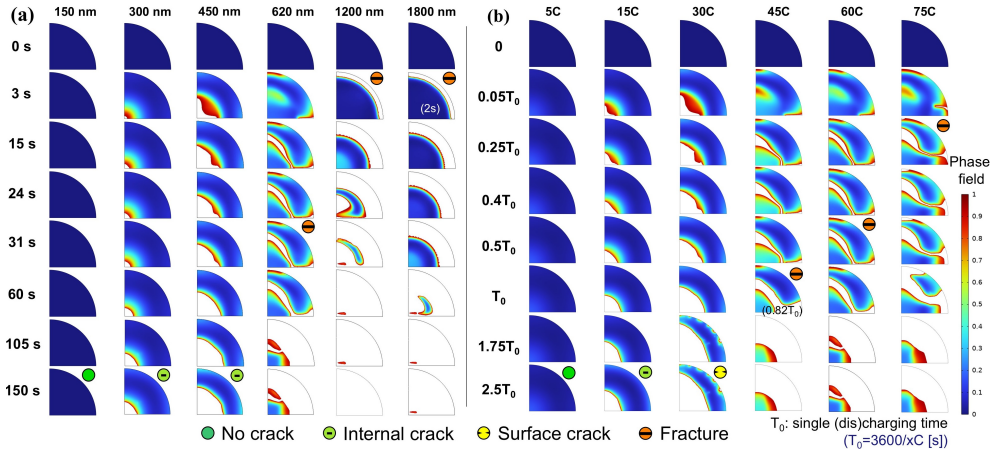 (a) 150 nm 300 nm 450 nm 620 nm 1200 nm 1800 nm
0 s
3 s
(2s)
15 s
24 s
31 s
60 s
105 s
150 s
(b) 5C 15C 30C 45C 60C 75C
0
0.05T₀
0.25T₀
0.4T₀
0.5T₀
T₀
(0.82T₀)
1.75T₀
2.5T₀
Phase
field
1
0.9
0.8
0.7
0.6
0.5
0.4
0.3
0.2
0.1
0
No crack Internal crack Surface crack Fracture
T₀: single (dis)charging time
(T₀=3600/xC [s])